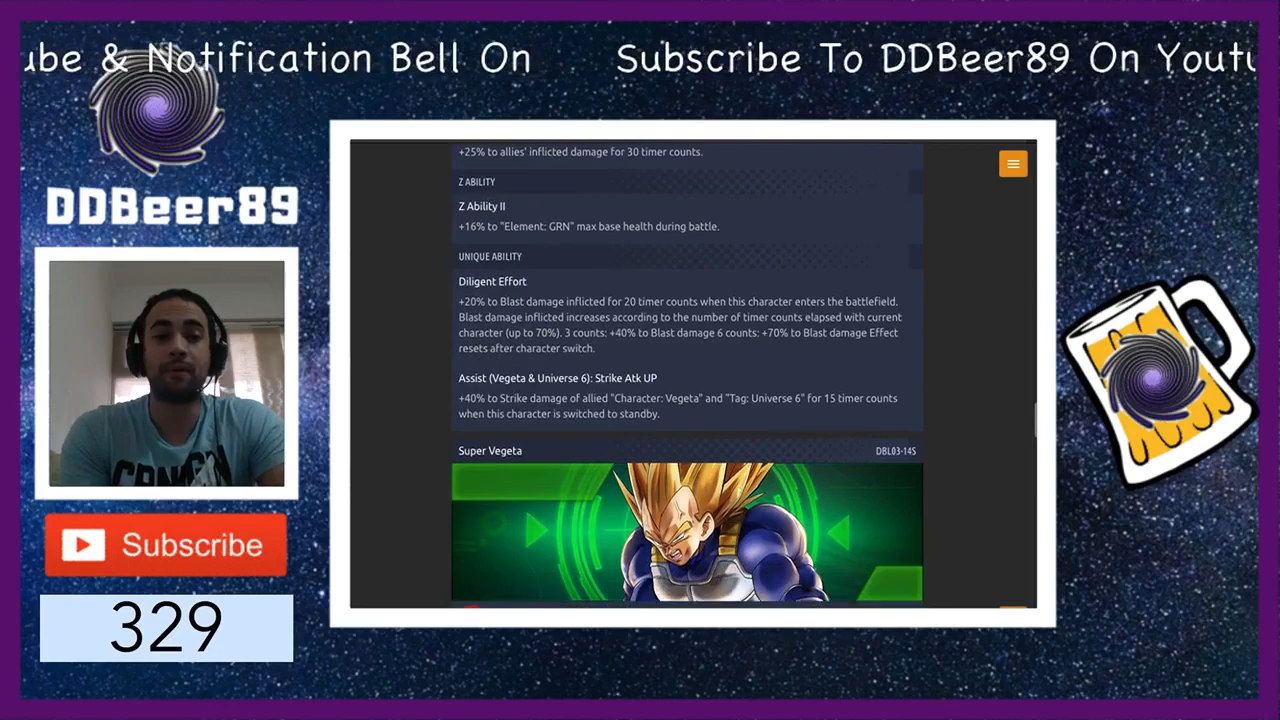 ube & Notification Bell On Subscribe To DDBeer89 On Youtu
DDBeer89
+25% to allies' inflicted damage for 30 timer counts.
Z ABILITY
Z Ability II
+16% to "Element: GRN" max base health during battle.
UNIQUE ABILITY
Diligent Effort
+20% to Blast damage inflicted for 20 timer counts when this character enters the battlefield.
Blast damage inflicted increases according to the number of timer counts elapsed with current
character (up to 70%). 3 counts: +40% to Blast damage 6 counts: +70% to Blast damage Effect
resets after character switch.
Assist (Vegeta & Universe 6): Strike Atk UP
+40% to Strike damage of allied "Character: Vegeta" and "Tag: Universe 6" for 15 timer counts
when this character is switched to standby.
Super Vegeta DBL03-14S
Subscribe
329